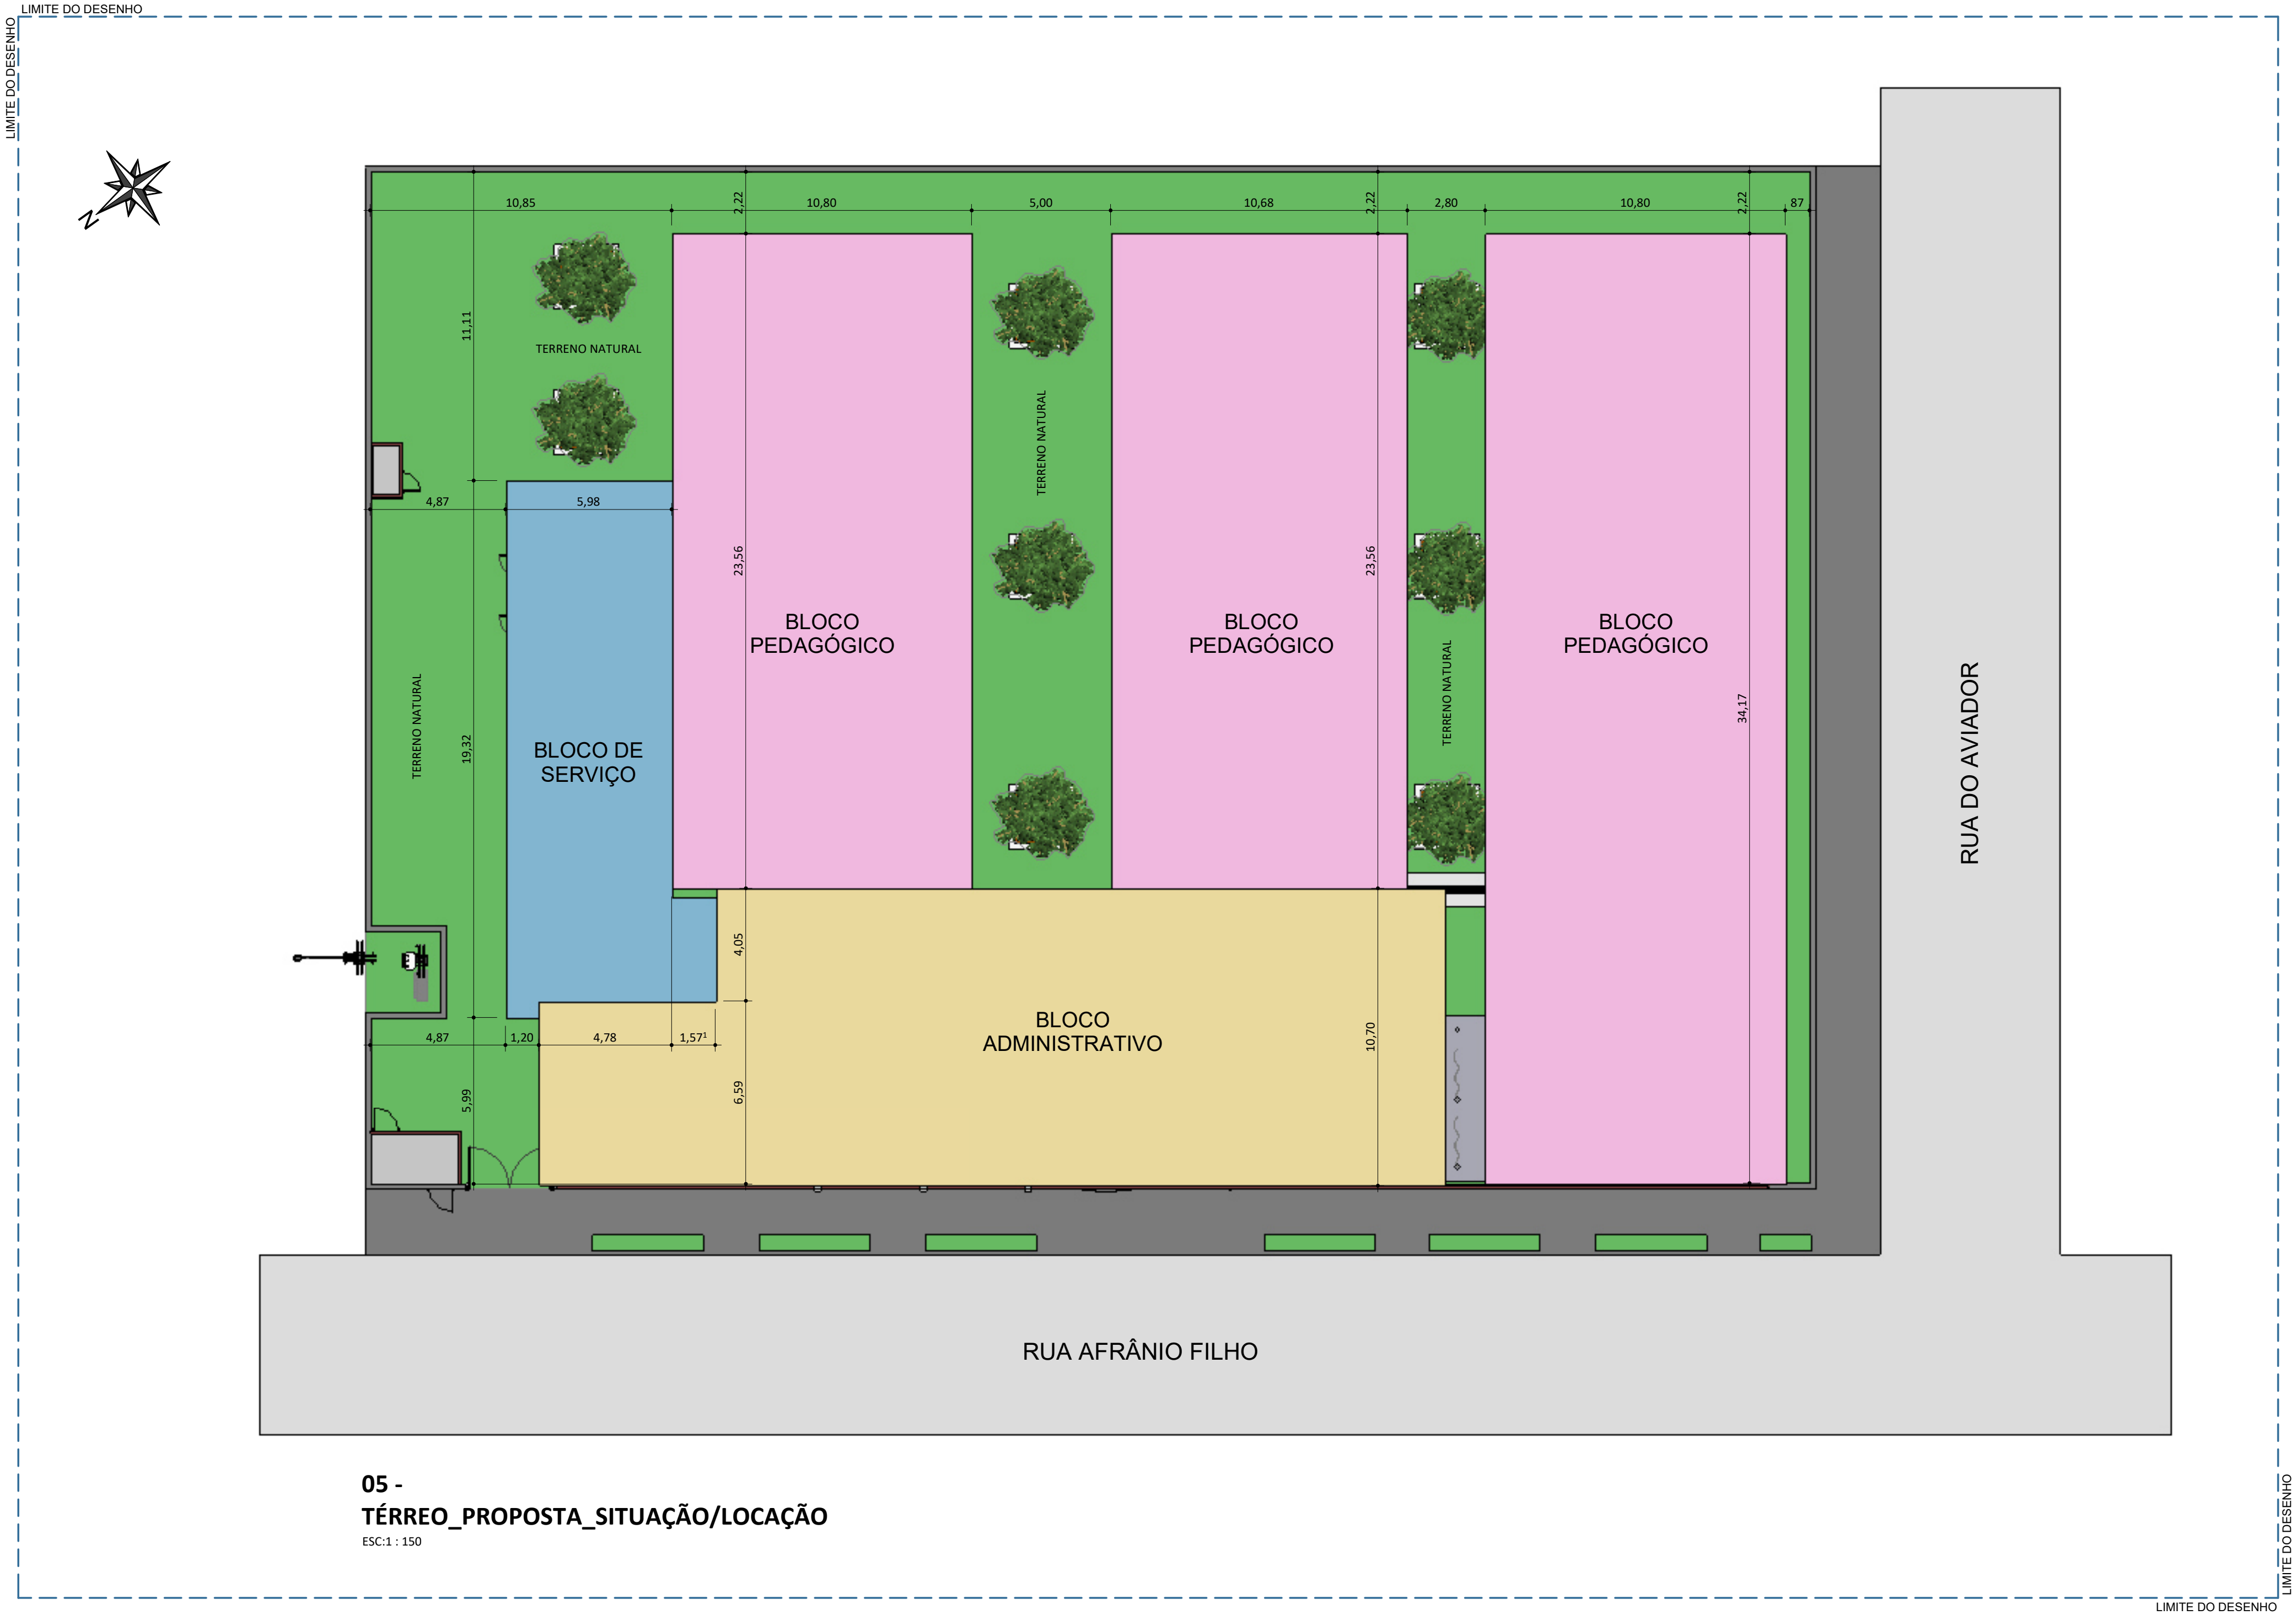 LIMITE DO DESENHO
LIMITE DO DESENHO
N
10,85
2,22
10,80
5,00
10,68
2,22
2,80
10,80
2,22
87
11,11
TERRENO NATURAL
TERRENO NATURAL
4,87
5,98
23,56
23,56
BLOCO
PEDAGÓGICO
BLOCO
PEDAGÓGICO
BLOCO
PEDAGÓGICO
TERRENO NATURAL
TERRENO NATURAL
34,17
19,32
BLOCO DE
SERVIÇO
RUA DO AVIADOR
4,05
BLOCO
ADMINISTRATIVO
10,70
4,87
1,20
4,78
1,57¹
5,99
6,59
RUA AFRÂNIO FILHO
05 -
TÉRREO_PROPOSTA_SITUAÇÃO/LOCAÇÃO
ESC:1 : 150
LIMITE DO DESENHO
LIMITE DO DESENHO